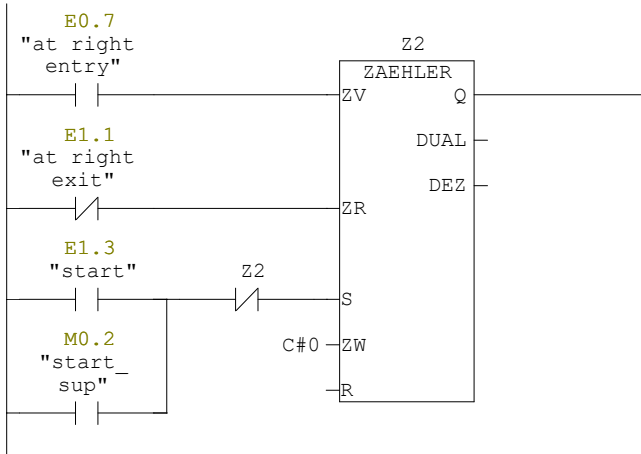 E0.7
"at right
entry"
Z2
ZAEHLER
ZV
Q
E1.1
"at right
exit"
DUAL
DEZ
ZR
E1.3
"start"
Z2
S
M0.2
"start_
sup"
C#0
ZW
R